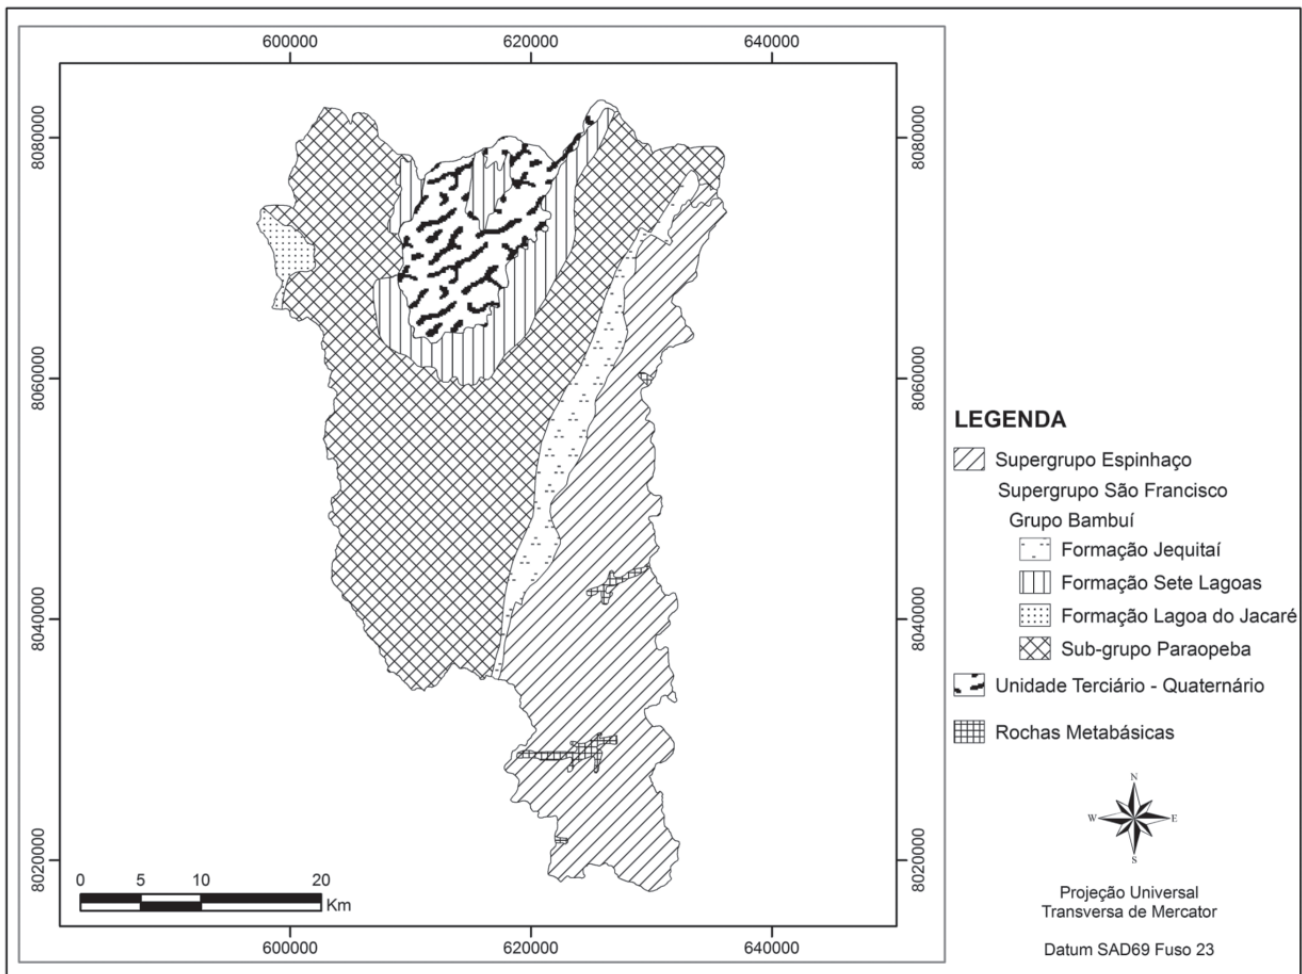 600000 620000 640000
8080000 8080000
8060000 8060000
8040000 8040000
8020000 8020000
600000 620000 640000
0 5 10 20
Km
LEGENDA
Supergrupo Espinhaço
Supergrupo São Francisco
Grupo Bambuí
Formação Jequitaí
Formação Sete Lagoas
Formação Lagoa do Jacaré
Sub-grupo Paraopeba
Unidade Terciário - Quaternário
Rochas Metabásicas
N
W E
S
Projeção Universal
Transversa de Mercator
Datum SAD69 Fuso 23